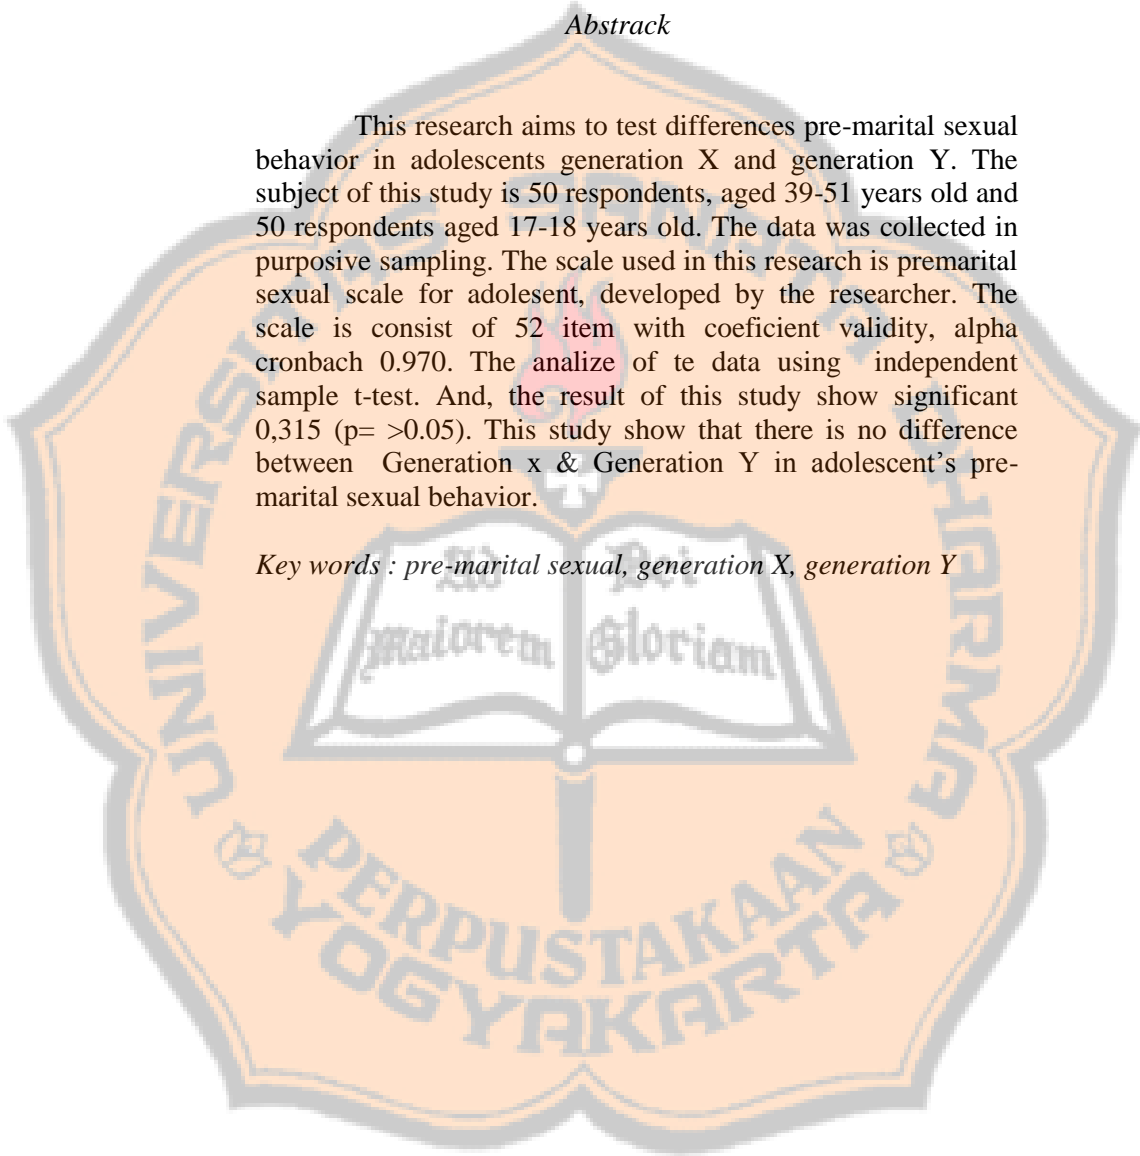 Abstrack
This research aims to test differences pre-marital sexual
behavior in adolescents generation X and generation Y. The
subject of this study is 50 respondents, aged 39-51 years old and
50 respondents aged 17-18 years old. The data was collected in
purposive sampling. The scale used in this research is premarital
sexual scale for adolesent, developed by the researcher. The
scale is consist of 52 item with coeficient validity, alpha
cronbach 0.970. The analize of te data using independent
sample t-test. And, the result of this study show significant
0,315 (p= >0.05). This study show that there is no difference
between Generation x & Generation Y in adolescent's pre-
marital sexual behavior.
Key words : pre-marital sexual, generation X, generation Y
UNIVERSITAS SANATA DHARMA
Ad Dei
maiorem Gloriam
PERPUSTAKAAN
YOGYAKARTA